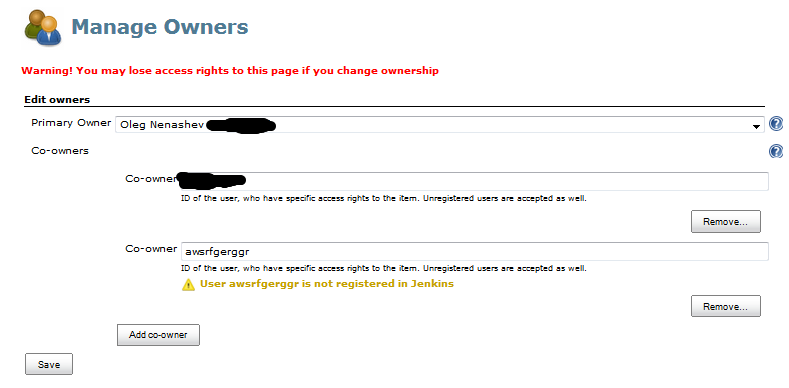 Manage Owners
Warning! You may lose access rights to this page if you change ownership
Edit owners
Primary Owner Oleg Nenashev
Co-owners
Co-owner
ID of the user, who have specific access rights to the item. Unregistered users are accepted as well.
Remove...
Co-owner awsrfgerggr
ID of the user, who have specific access rights to the item. Unregistered users are accepted as well.
User awsrfgerggr is not registered in Jenkins
Remove...
Add co-owner
Save